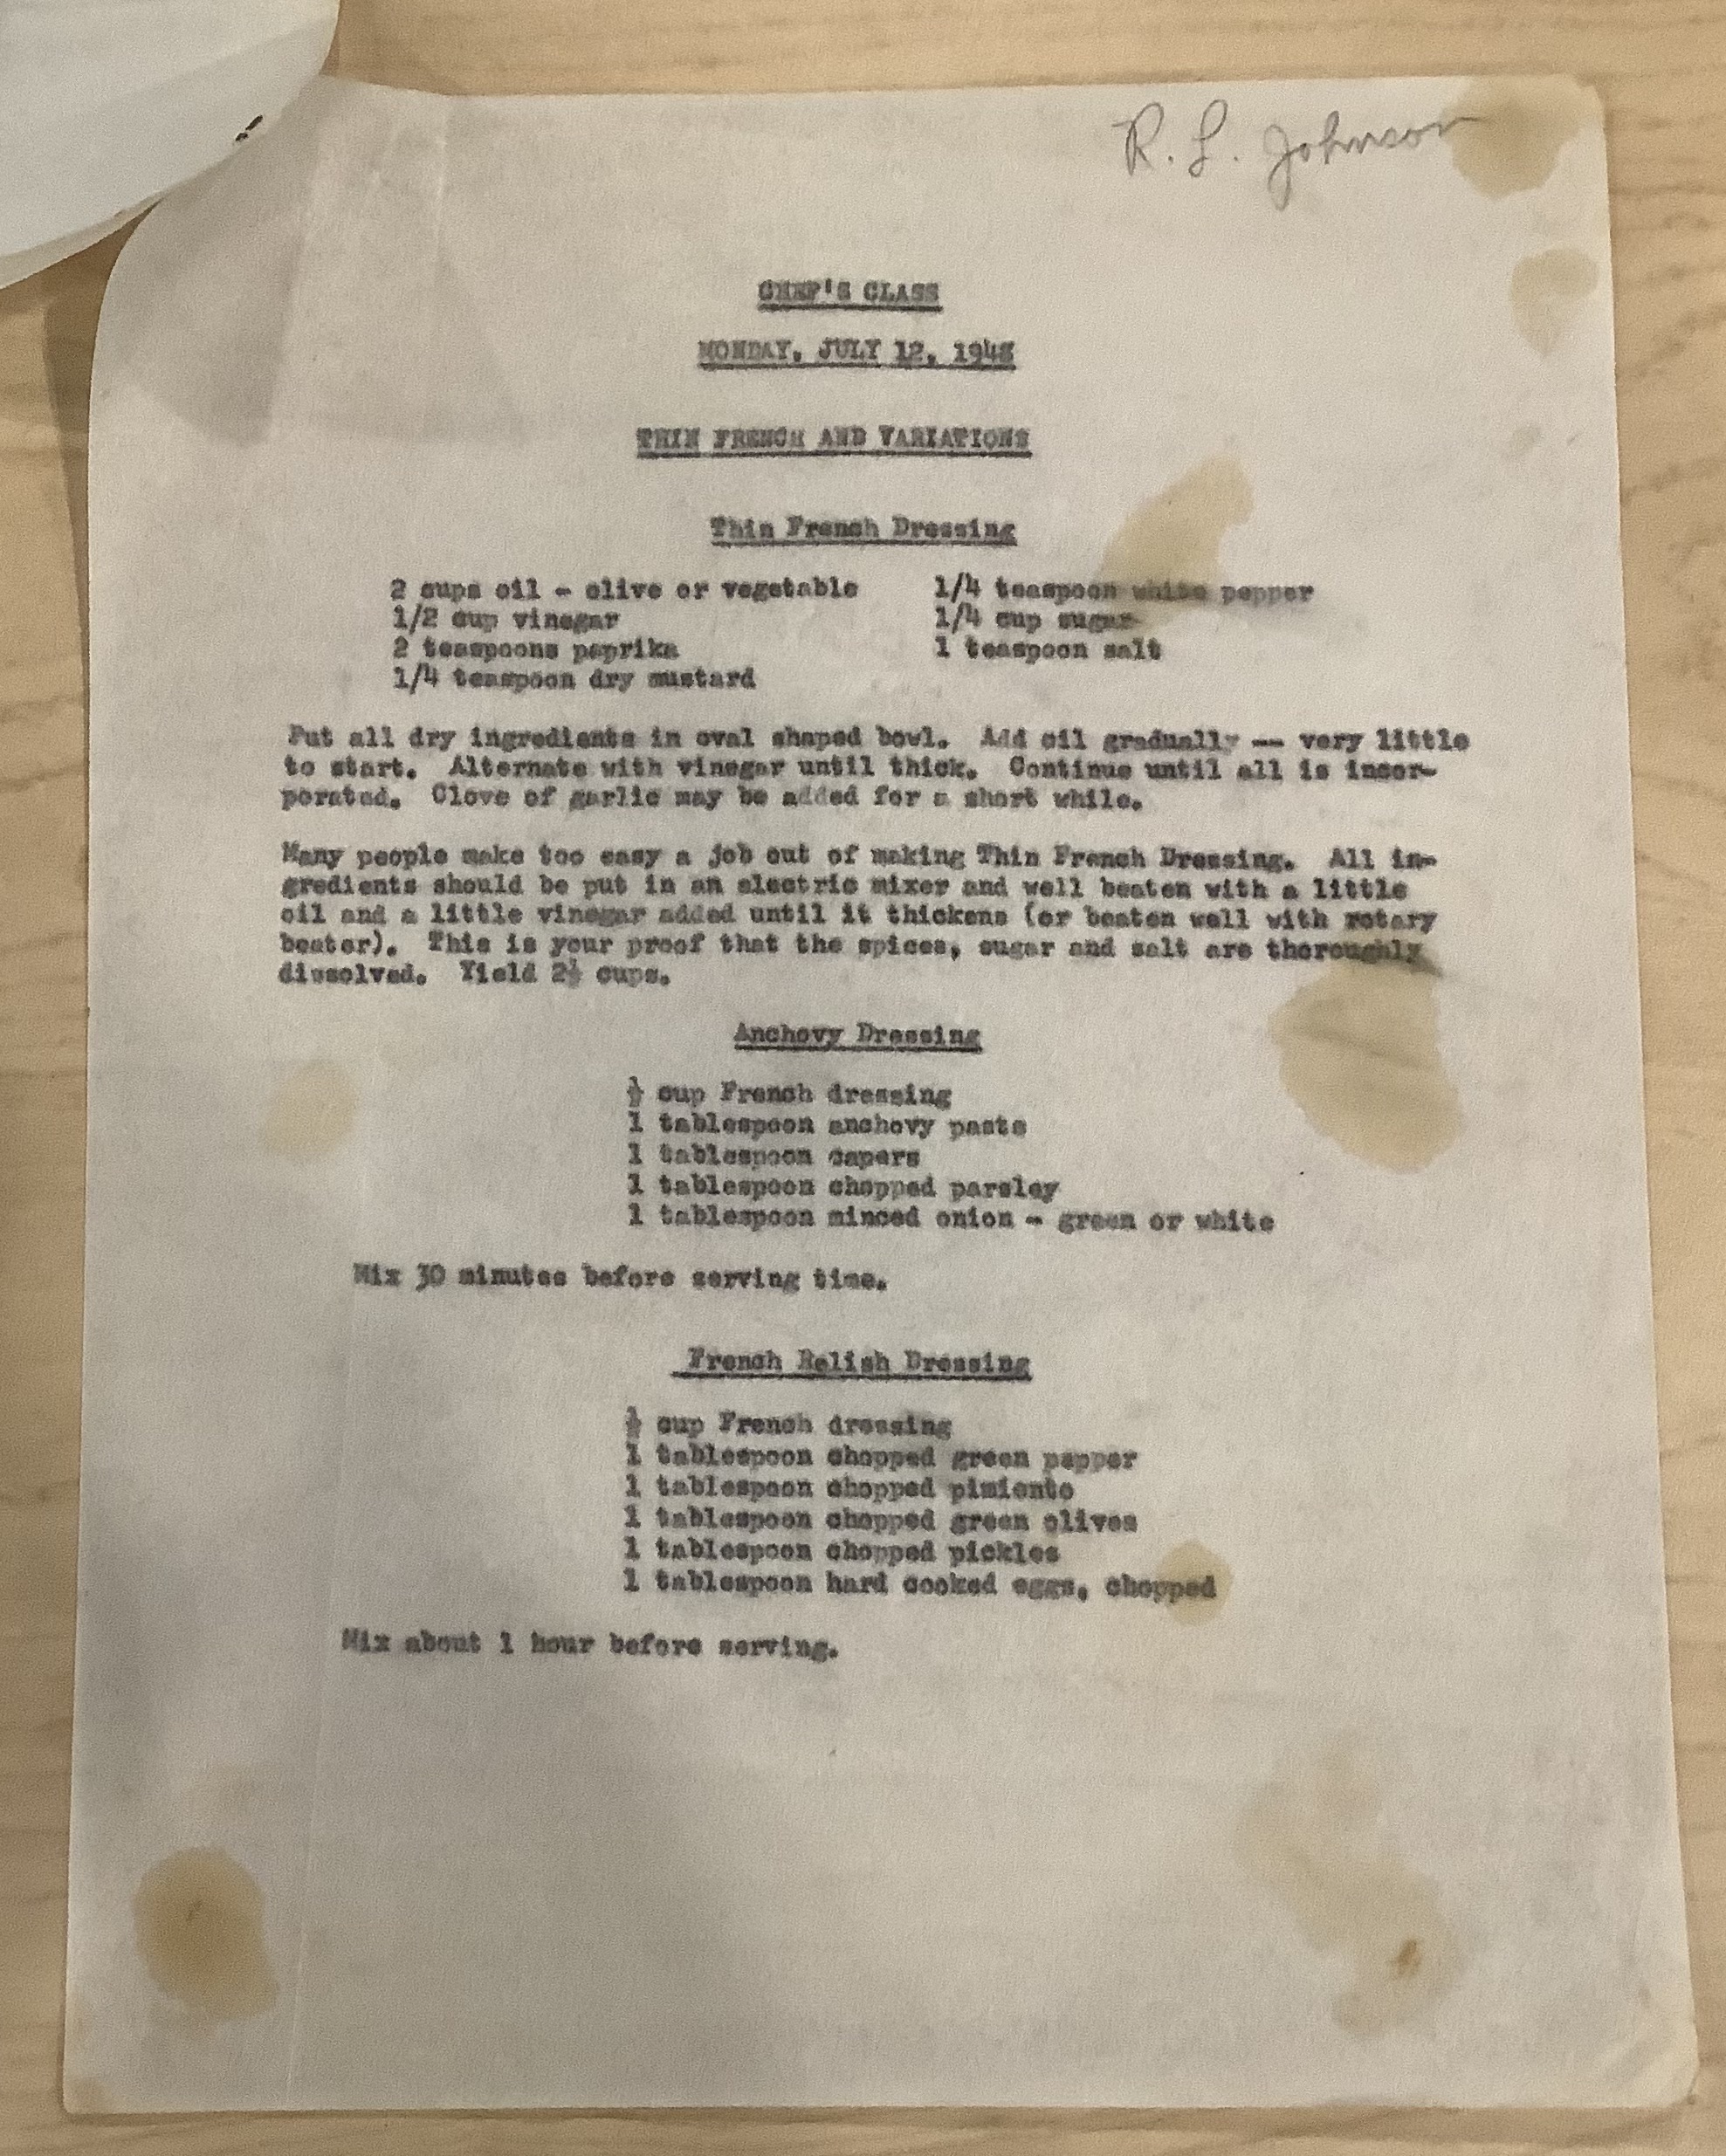 R. L. Johnson
CHEF'S CLASS
MONDAY, JULY 12, 1948
THIN FRENCH AND VARIATIONS
Thin French Dressing
2 cups oil - olive or vegetable 1/4 teaspoon white pepper
1/2 cup vinegar 1/4 cup sugar
2 teaspoons paprika 1 teaspoon salt
1/4 teaspoon dry mustard
Put all dry ingredients in oval shaped bowl. Add oil gradually -- very little
to start. Alternate with vinegar until thick. Continue until all is incor-
porated. Clove of garlic may be added for a short while.
Many people make too easy a job out of making Thin French Dressing. All in-
gredients should be put in an electric mixer and well beaten with a little
oil and a little vinegar added until it thickens (or beaten well with rotary
beater). This is your proof that the spices, sugar and salt are thoroughly
dissolved. Yield 2½ cups.
Anchovy Dressing
½ cup French dressing
1 tablespoon anchovy paste
1 tablespoon capers
1 tablespoon chopped parsley
1 tablespoon minced onion - green or white
Mix 30 minutes before serving time.
French Relish Dressing
½ cup French dressing
1 tablespoon chopped green pepper
1 tablespoon chopped pimiento
1 tablespoon chopped green olives
1 tablespoon chopped pickles
1 tablespoon hard cooked eggs, chopped
Mix about 1 hour before serving.